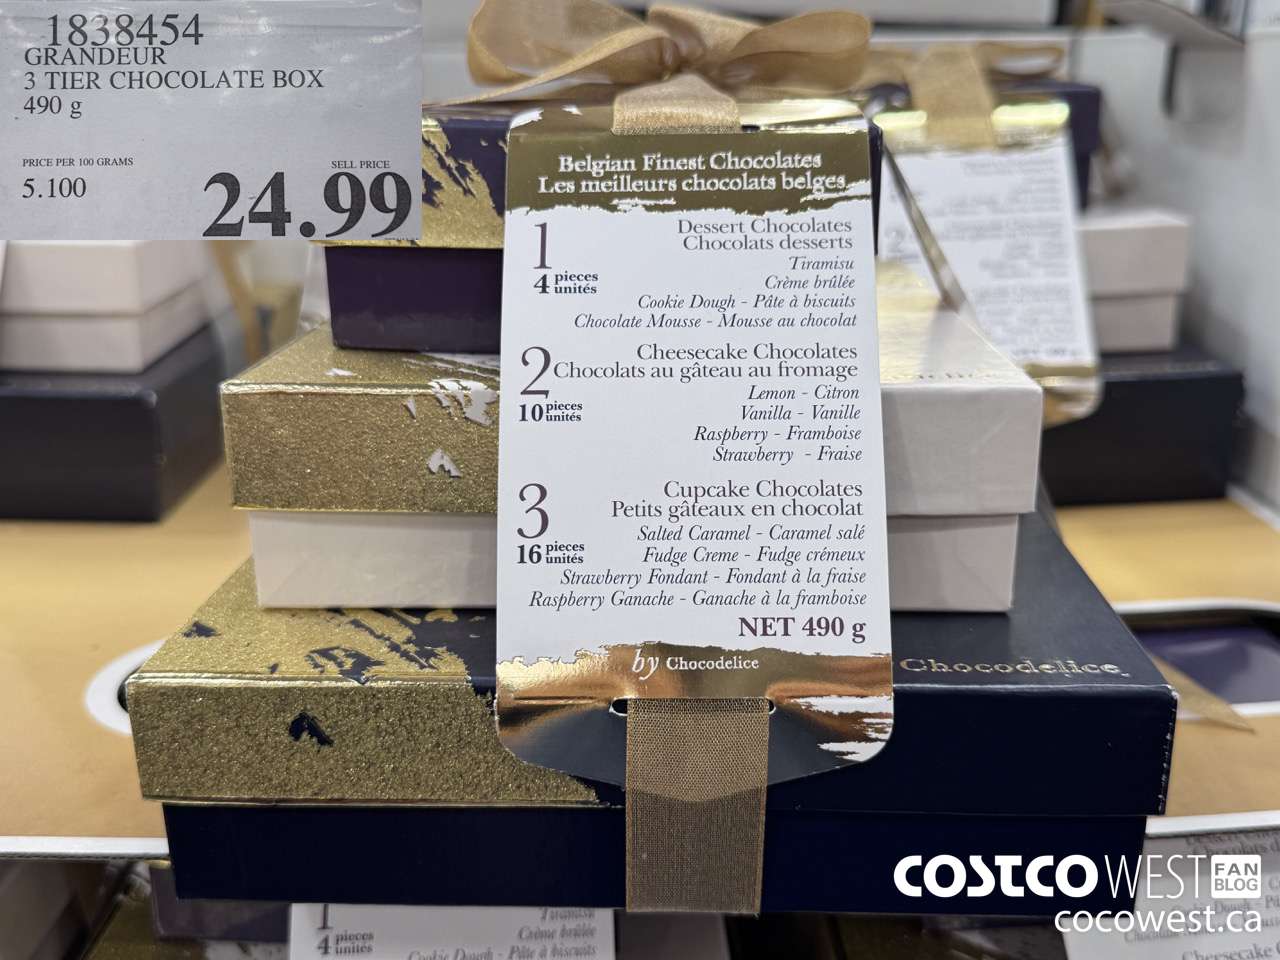 1838454
GRANDEUR
3 TIER CHOCOLATE BOX
490 g
PRICE PER 100 GRAMS
5.100
SELL PRICE
24.99
Belgian Finest Chocolates
Les meilleurs chocolats belges
1
4 pieces
unités
Dessert Chocolates
Chocolats desserts
Tiramisu
Crème brûlée
Cookie Dough - Pâte à biscuits
Chocolate Mousse - Mousse au chocolat
2
10 pieces
unités
Cheesecake Chocolates
Chocolats au gâteau au fromage
Lemon - Citron
Vanilla - Vanille
Raspberry - Framboise
Strawberry - Fraise
3
16 pieces
unités
Cupcake Chocolates
Petits gâteaux en chocolat
Salted Caramel - Caramel salé
Fudge Creme - Fudge crémeux
Strawberry Fondant - Fondant à la fraise
Raspberry Ganache - Ganache à la framboise
NET 490 g
by Chocodelice
Chocodelice
1
4 pieces
unités
Tiramisu
Crème brûlée
Cookie Dough - Pâte à biscuits
COSTCO WEST FAN BLOG
cocowest.ca